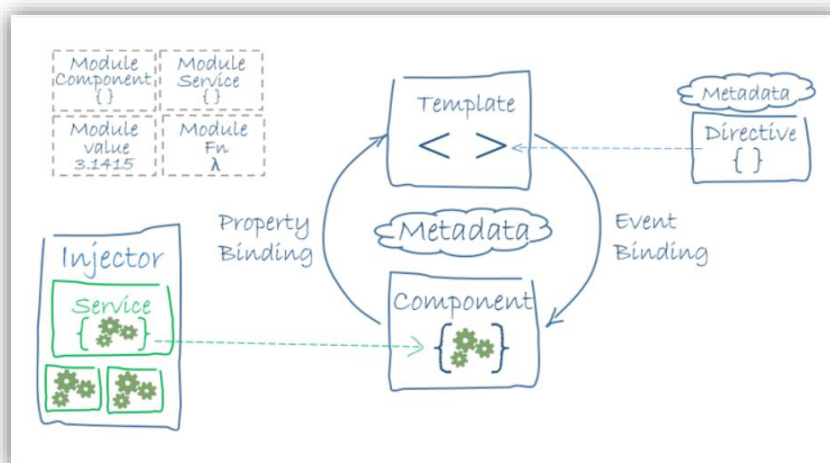 Module
Component
{ }
Module
Service
{ }
Module
value
3.1415
Module
Fn
λ
Template
< >
Metadata
Directive
{ }
Property
Binding
Metadata
Event
Binding
Injector
Service
{ }
Component
{ }